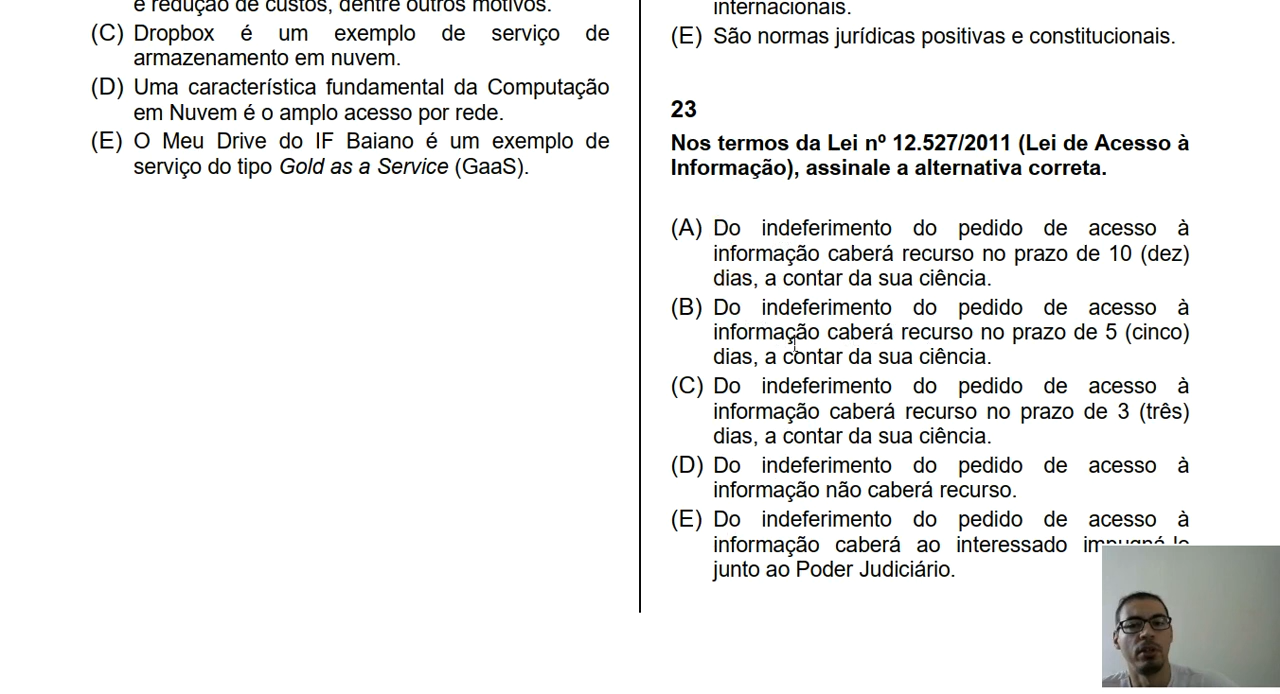 e redução de custos, dentre outros motivos.
(C) Dropbox é um exemplo de serviço de
armazenamento em nuvem.
(D) Uma característica fundamental da Computação
em Nuvem é o amplo acesso por rede.
(E) O Meu Drive do IF Baiano é um exemplo de
serviço do tipo Gold as a Service (GaaS).
internacionais.
(E) São normas jurídicas positivas e constitucionais.
23
Nos termos da Lei nº 12.527/2011 (Lei de Acesso à
Informação), assinale a alternativa correta.
(A) Do indeferimento do pedido de acesso à
informação caberá recurso no prazo de 10 (dez)
dias, a contar da sua ciência.
(B) Do indeferimento do pedido de acesso à
informação caberá recurso no prazo de 5 (cinco)
dias, a contar da sua ciência.
(C) Do indeferimento do pedido de acesso à
informação caberá recurso no prazo de 3 (três)
dias, a contar da sua ciência.
(D) Do indeferimento do pedido de acesso à
informação não caberá recurso.
(E) Do indeferimento do pedido de acesso à
informação caberá ao interessado impugná-lo
junto ao Poder Judiciário.